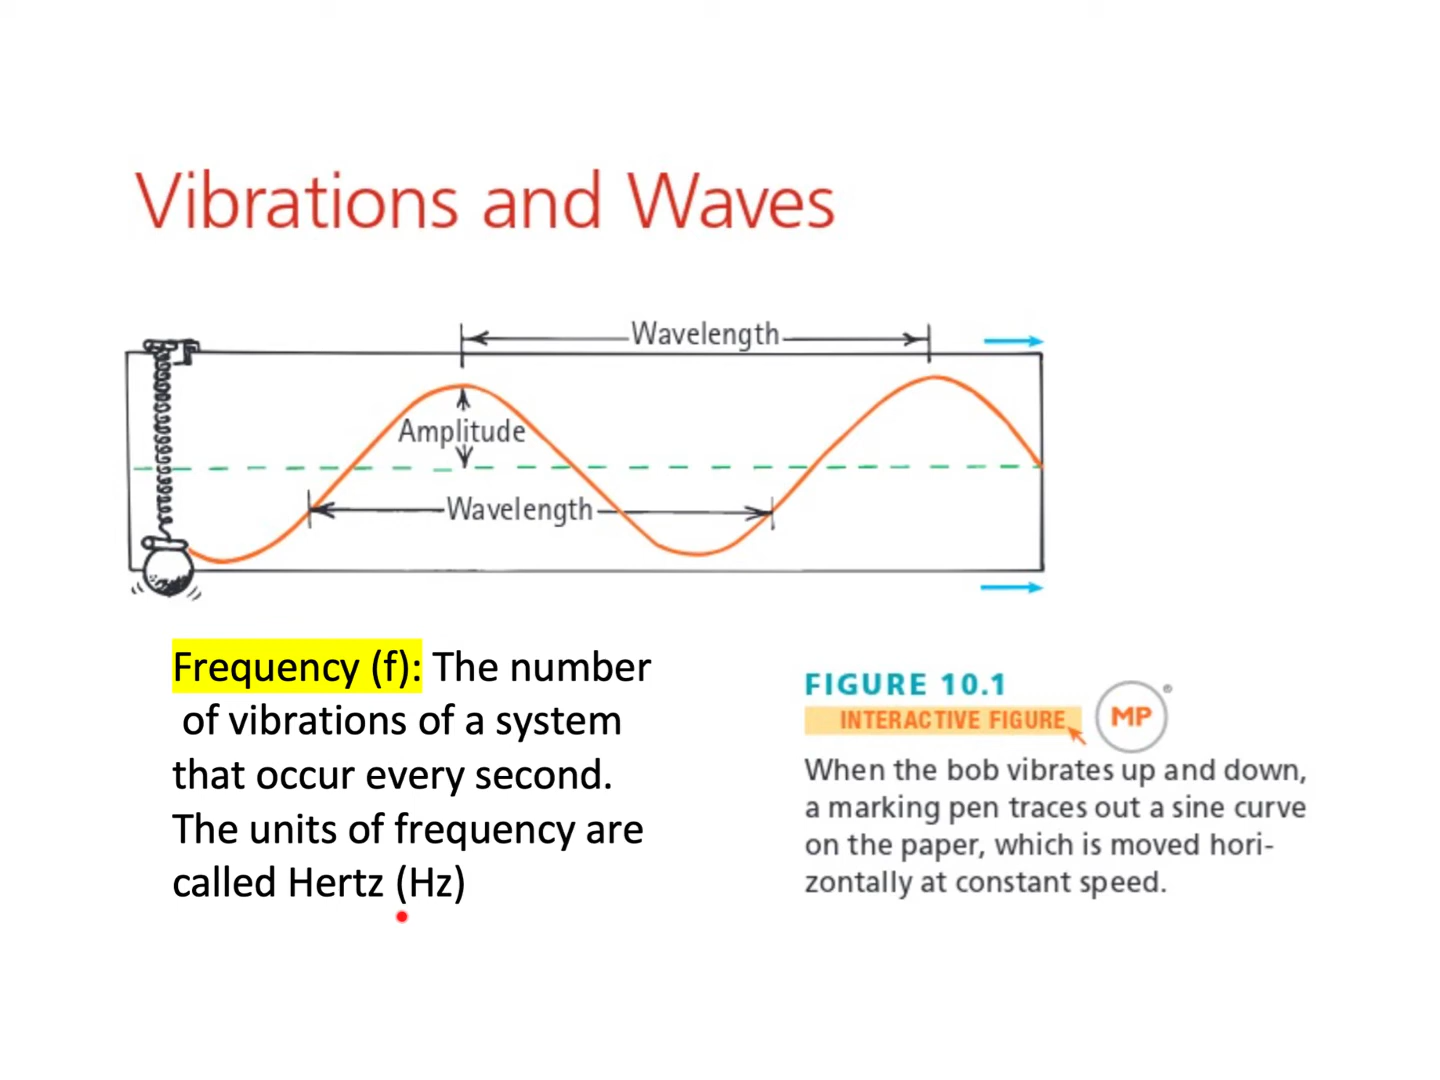 Vibrations and Waves
Wavelength
Amplitude
Wavelength
Frequency (f): The number
of vibrations of a system
that occur every second.
The units of frequency are
called Hertz (Hz)
FIGURE 10.1
INTERACTIVE FIGURE
MP®
When the bob vibrates up and down,
a marking pen traces out a sine curve
on the paper, which is moved hori-
zontally at constant speed.